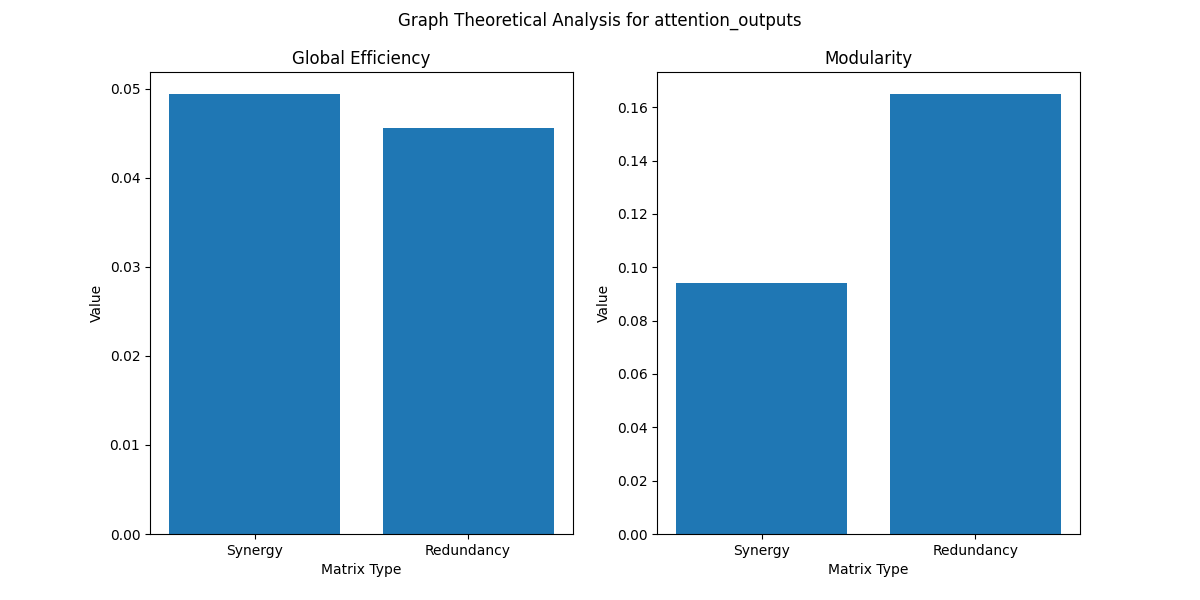 Graph Theoretical Analysis for attention_outputs
Global Efficiency
0.05
0.04
0.03
0.02
0.01
0.00
Value
Synergy Redundancy
Matrix Type
Modularity
0.16
0.14
0.12
0.10
0.08
0.06
0.04
0.02
0.00
Value
Synergy Redundancy
Matrix Type